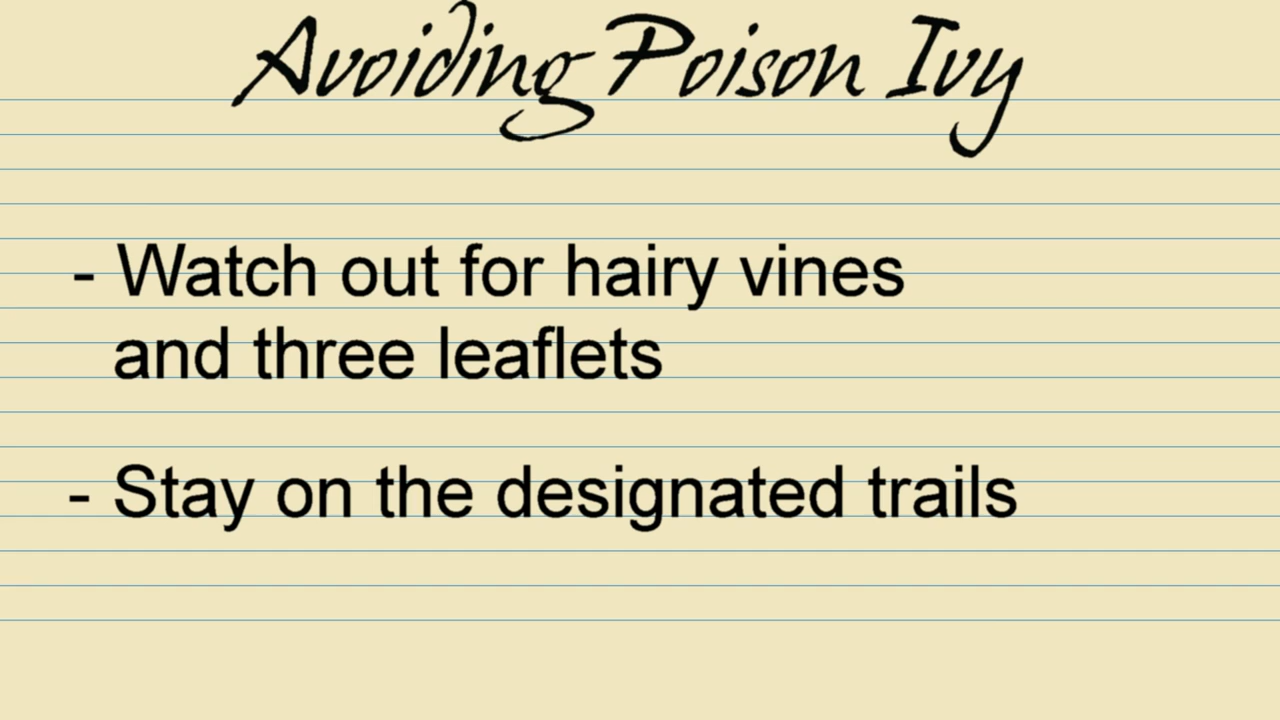 Avoiding Poison Ivy
- Watch out for hairy vines
and three leaflets
- Stay on the designated trails